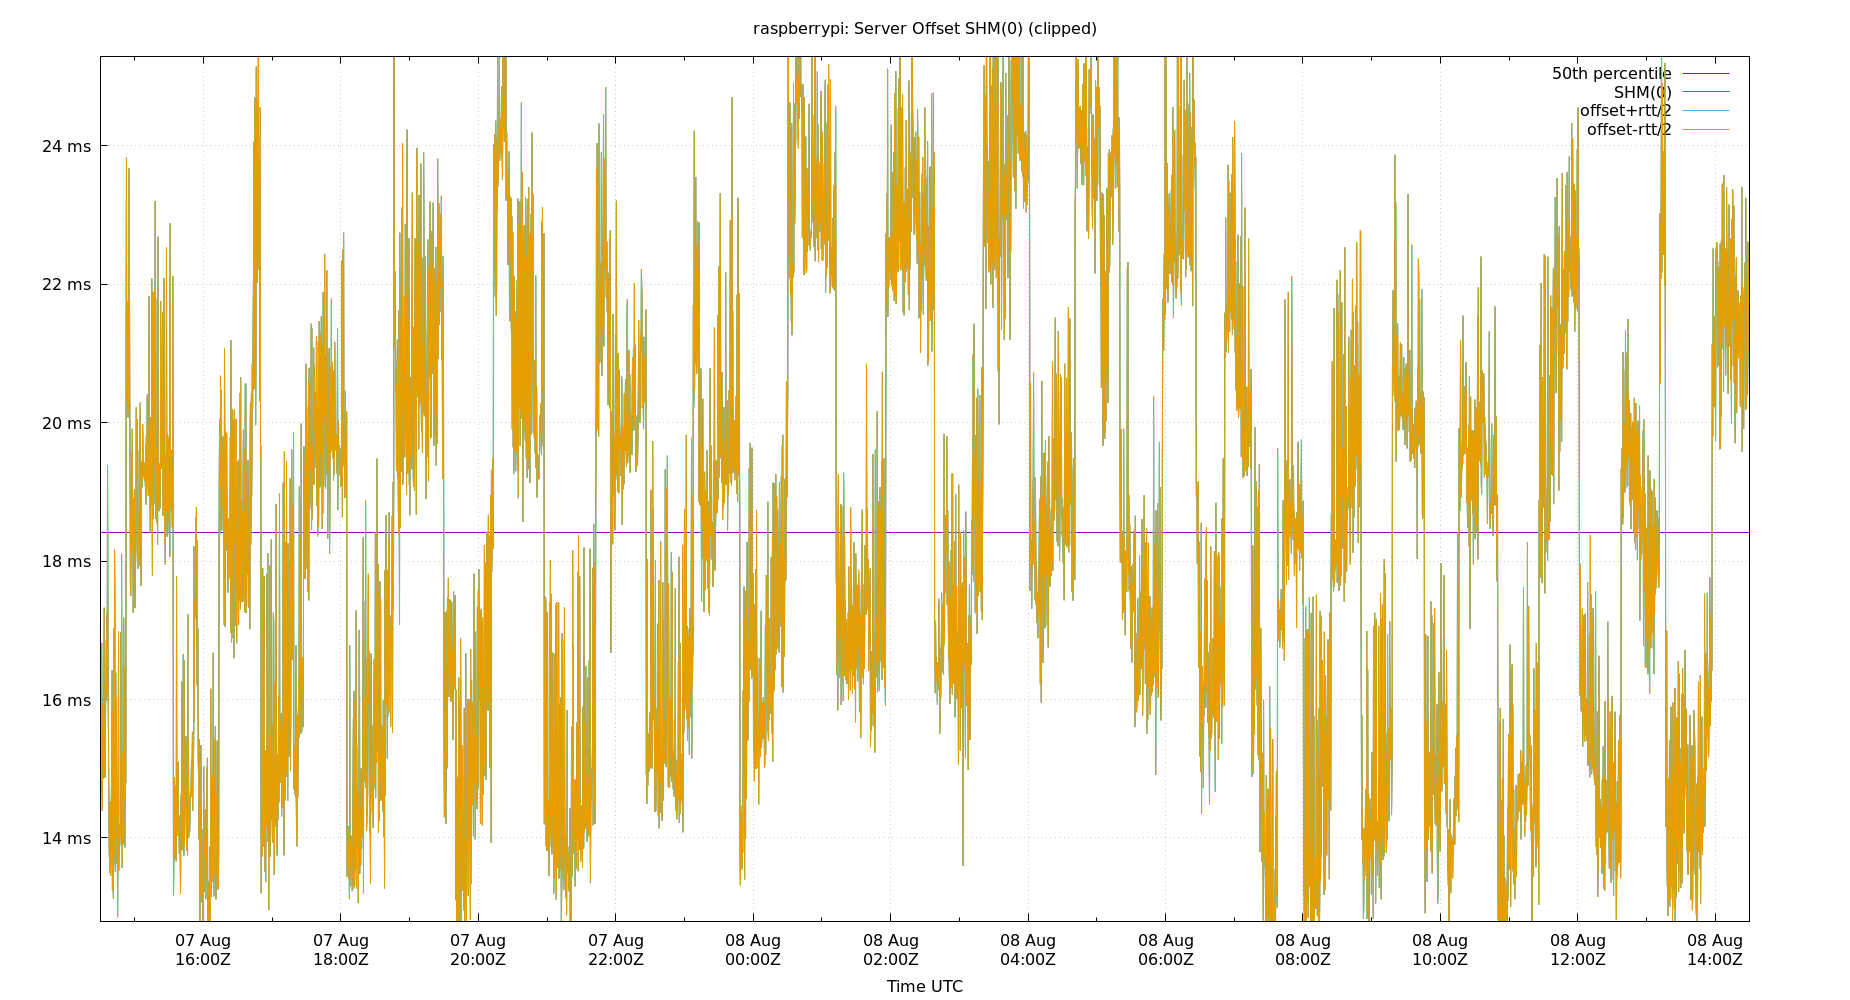 raspberrypi: Server Offset SHM(0) (clipped)
50th percentile
SHM(0)
offset+rtt/2
offset-rtt/2
24 ms
22 ms
20 ms
18 ms
16 ms
14 ms
07 Aug 07 Aug 07 Aug 07 Aug 08 Aug 08 Aug 08 Aug 08 Aug 08 Aug 08 Aug 08 Aug 08 Aug
16:00Z 18:00Z 20:00Z 22:00Z 00:00Z 02:00Z 04:00Z 06:00Z 08:00Z 10:00Z 12:00Z 14:00Z
Time UTC